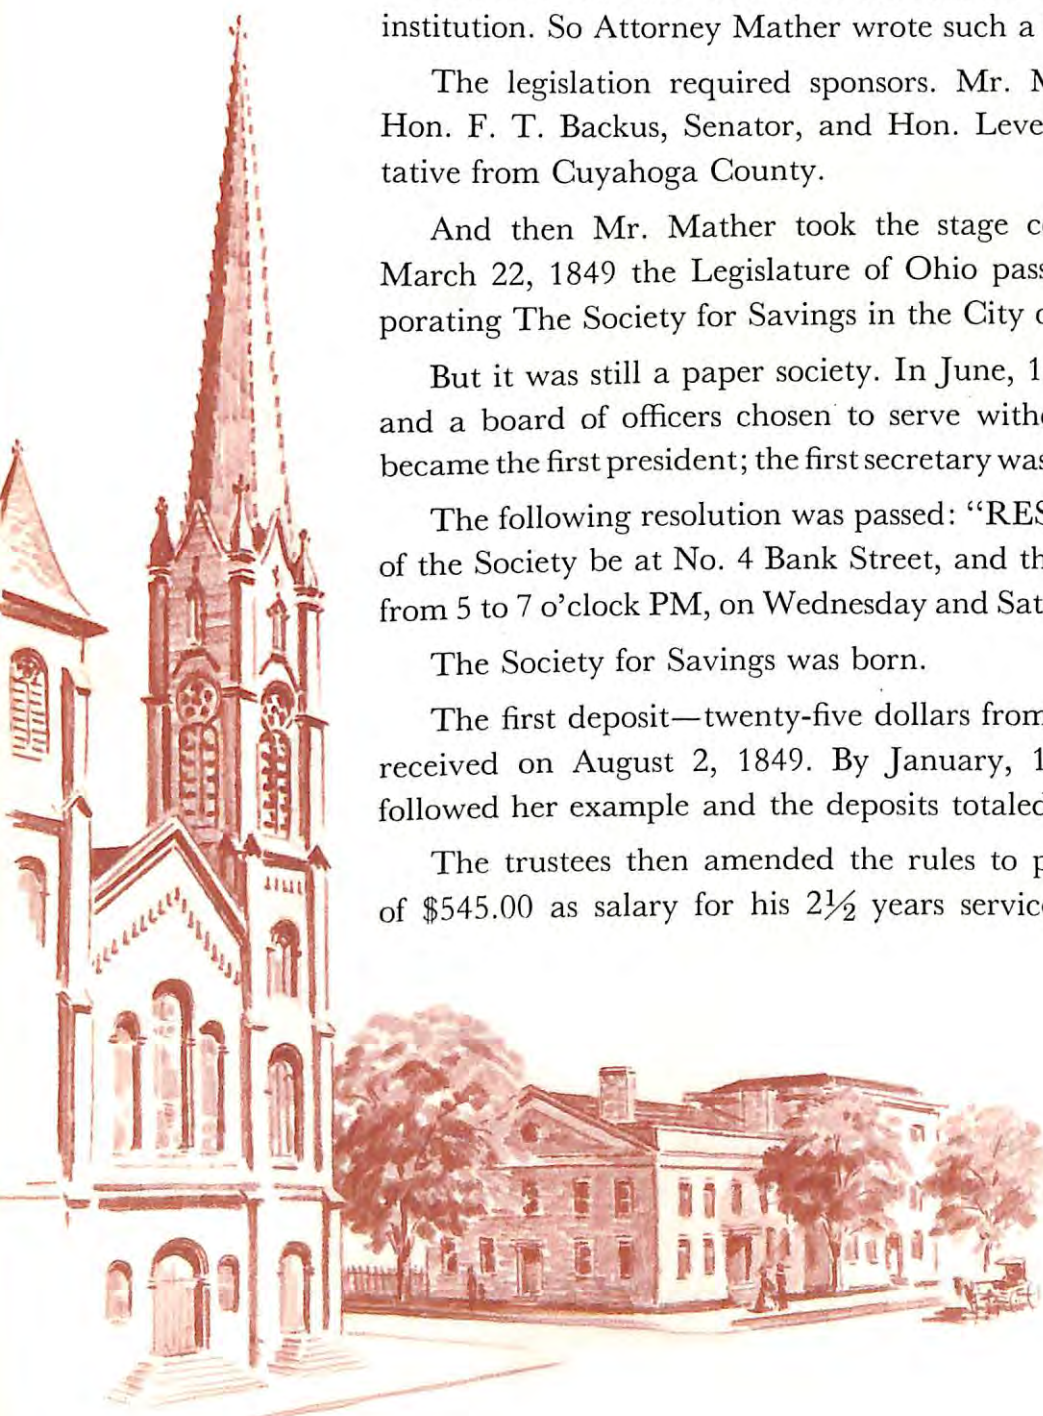 institution. So Attorney Mather wrote such a
The legislation required sponsors. Mr.
Hon. F. T. Backus, Senator, and Hon.
tative from Cuyahoga County.
And then Mr. Mather took the stage
March 22, 1849 the Legislature of Ohio
porating The Society for Savings in the City
But it was still a paper society. In June,
and a board of officers chosen to serve
became the first president; the first secretary was
The following resolution was passed:
of the Society be at No. 4 Bank Street, and
from 5 to 7 o’clock PM, on Wednesday and
The Society for Savings was born.
The first deposit—twenty-five dollars from
received on August 2, 1849. By January,
followed her example and the deposits totaled
The trustees then amended the rules to
of $545.00 as salary for his 2½ years